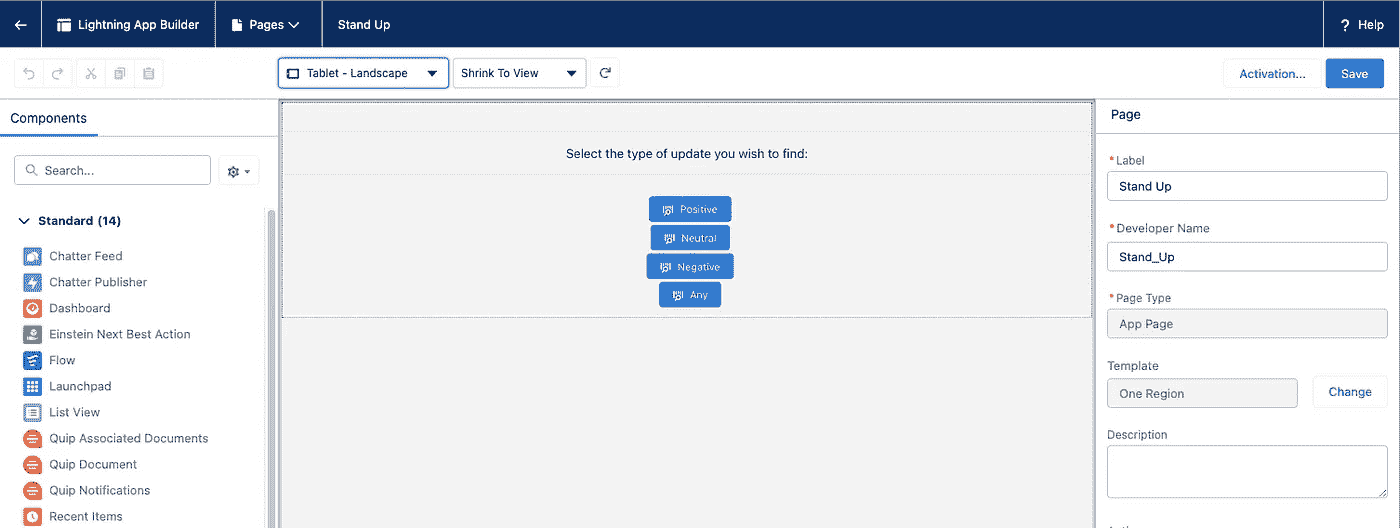 Lightning App Builder
Pages
Stand Up
? Help
Tablet - Landscape
Shrink To View
Activation...
Save
Components
Search...
Standard (14)
Chatter Feed
Chatter Publisher
Dashboard
Einstein Next Best Action
Flow
Launchpad
List View
Quip Associated Documents
Quip Document
Quip Notifications
Recent Items
Select the type of update you wish to find:
Positive
Neutral
Negative
Any
Page
* Label
Stand Up
* Developer Name
Stand_Up
* Page Type
App Page
Template
One Region
Change
Description